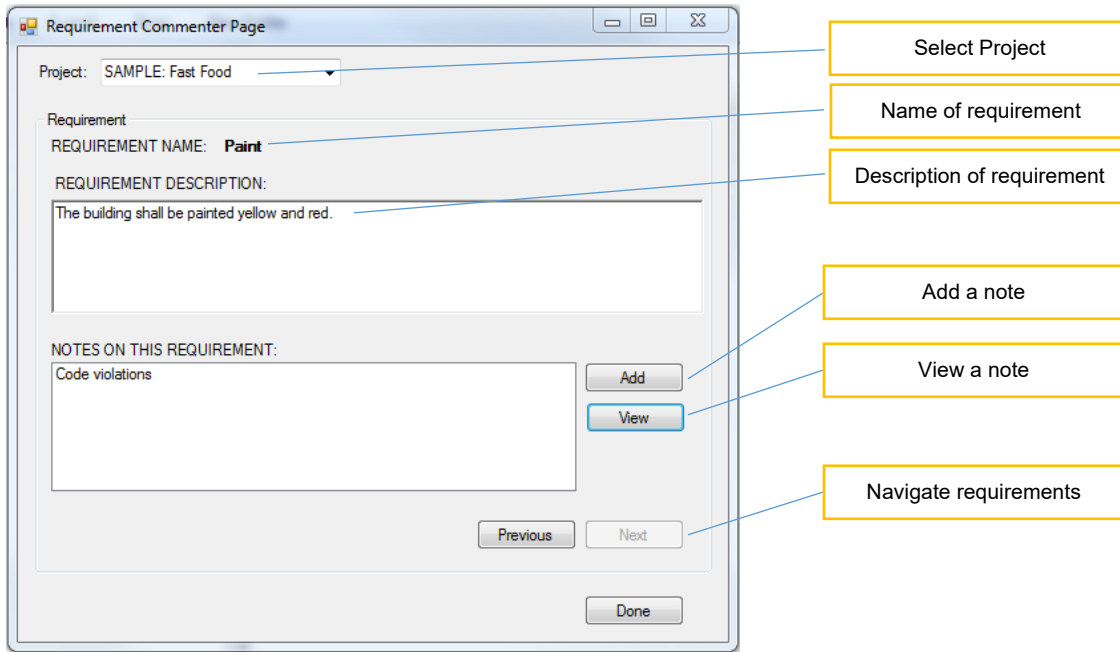 Requirement Commenter Page
Select Project
Project: SAMPLE: Fast Food
Name of requirement
Requirement
REQUIREMENT NAME: Paint
Description of requirement
REQUIREMENT DESCRIPTION:
The building shall be painted yellow and red.
Add a note
NOTES ON THIS REQUIREMENT:
Code violations
Add
View a note
View
Navigate requirements
Previous
Next
Done